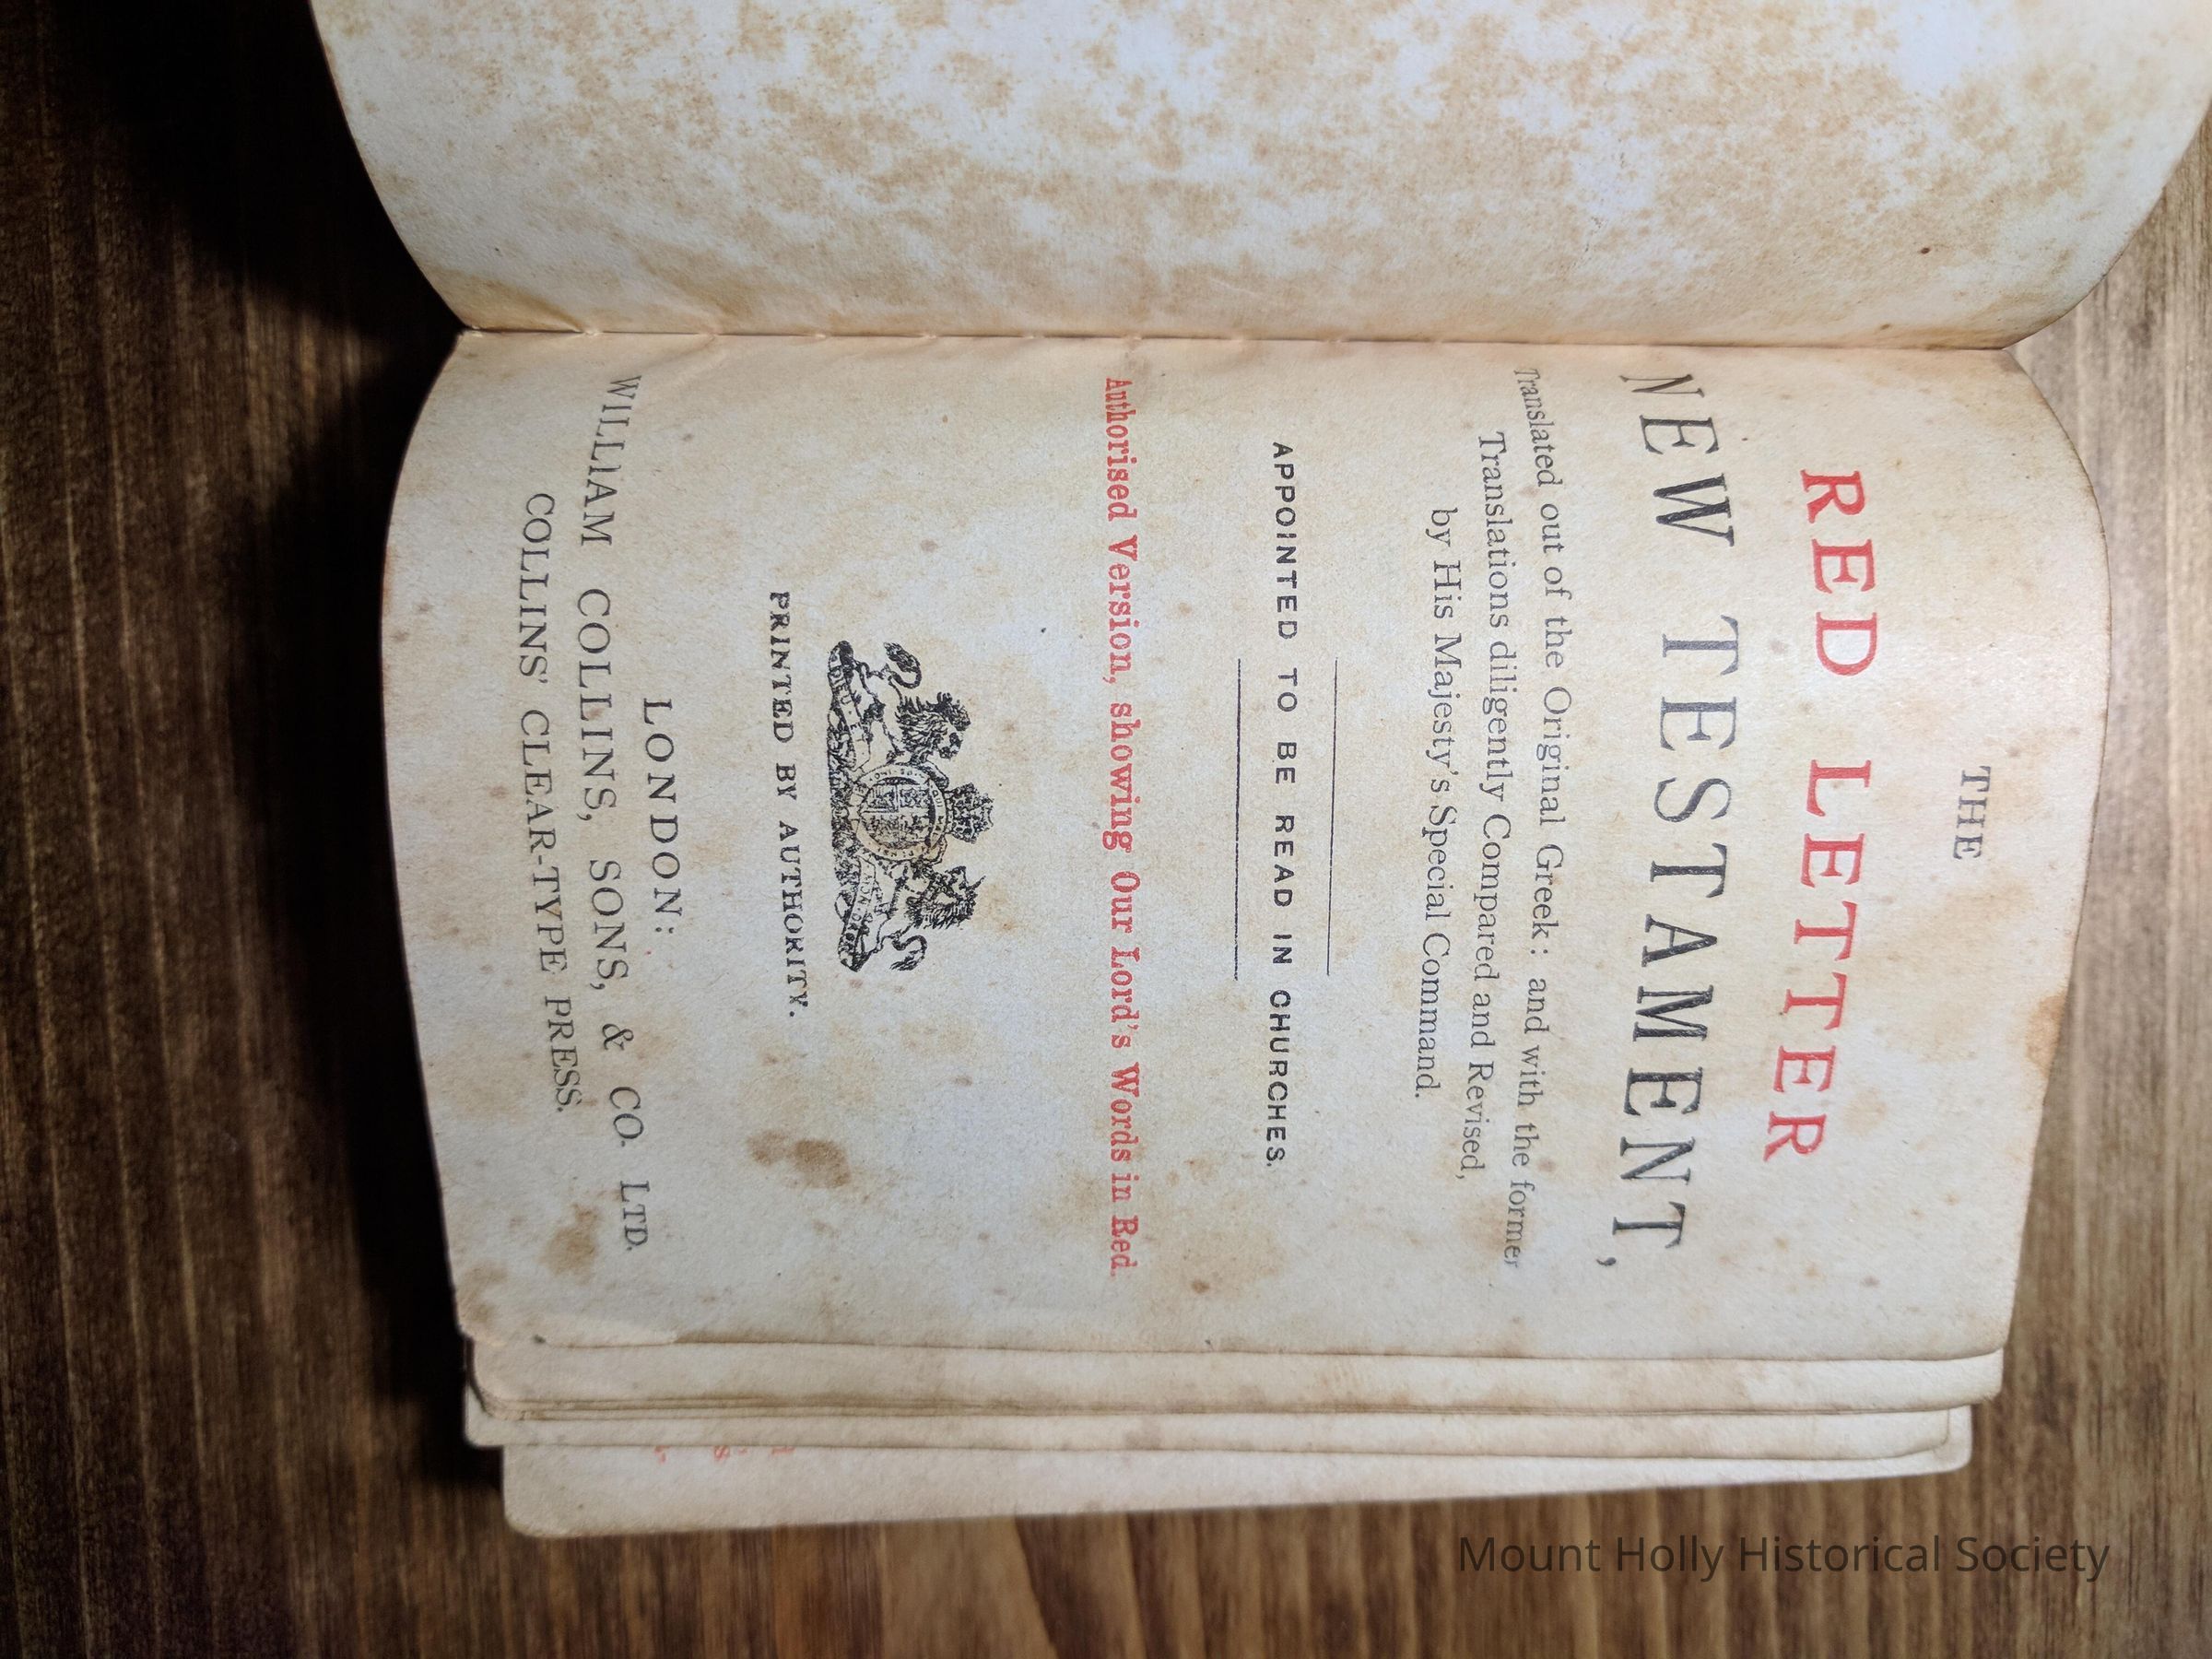 THE
RED LETTER
NEW TESTAMENT,
Translated out of the Original Greek: and with the former
Translations diligently Compared and Revised,
by His Majesty's Special Command.
APPOINTED TO BE READ IN CHURCHES.
Authorised Version, showing Our Lord's Words in Red.
PRINTED BY AUTHORITY.
LONDON:
WILLIAM COLLINS, SONS, & CO. LTD.
COLLINS' CLEAR-TYPE PRESS.
Mount Holly Historical Society